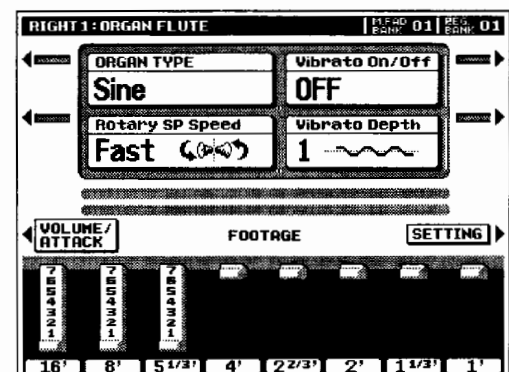 RIGHT1:ORGAN FLUTE M.PAD BANK 01 REG. BANK 01
ORGAN TYPE Vibrato On/Off
Sine OFF
Rotary SP Speed Vibrato Depth
Fast 1
VOLUME/ATTACK FOOTAGE SETTING
7 7 7
6 6 6
5 5 5
4 4 4
3 3 3
2 2 2
1 1 1
16' 8' 5 1/3' 4' 2 2/3' 2' 1 1/3' 1'